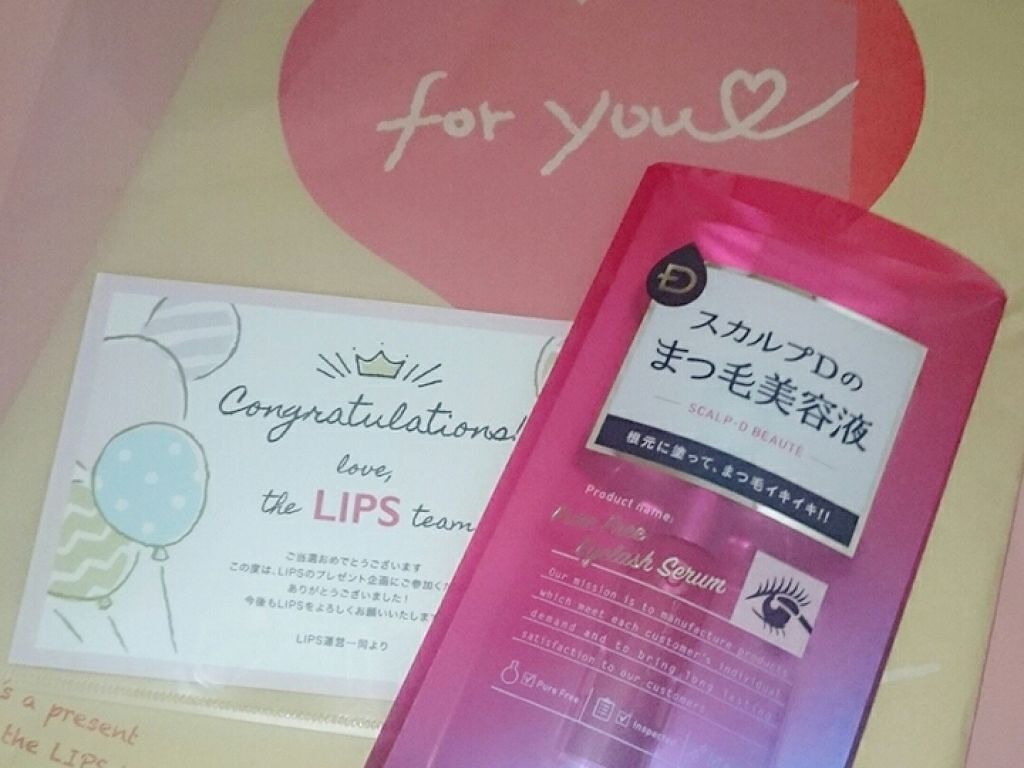 for you
Congratulations!
love,
the LIPS team
ご当選おめでとうございます
この度は、LIPSのプレゼント企画にご参加くだ
ありがとうございました！
今後もLIPSをよろしくお願いいたします
LIPS運営一同より
's a present
the LIPS
D
スカルプDの
まつ毛美容液
SCALP-D BEAUTÉ
根元に塗って、まつ毛イキイキ!!
Product name:
Pure Free
Eyelash Serum
Our mission is to manufacture products
which meet each customer's individual
demand and to bring long lasting
satisfaction to our customers.
Pure Free
Inspected